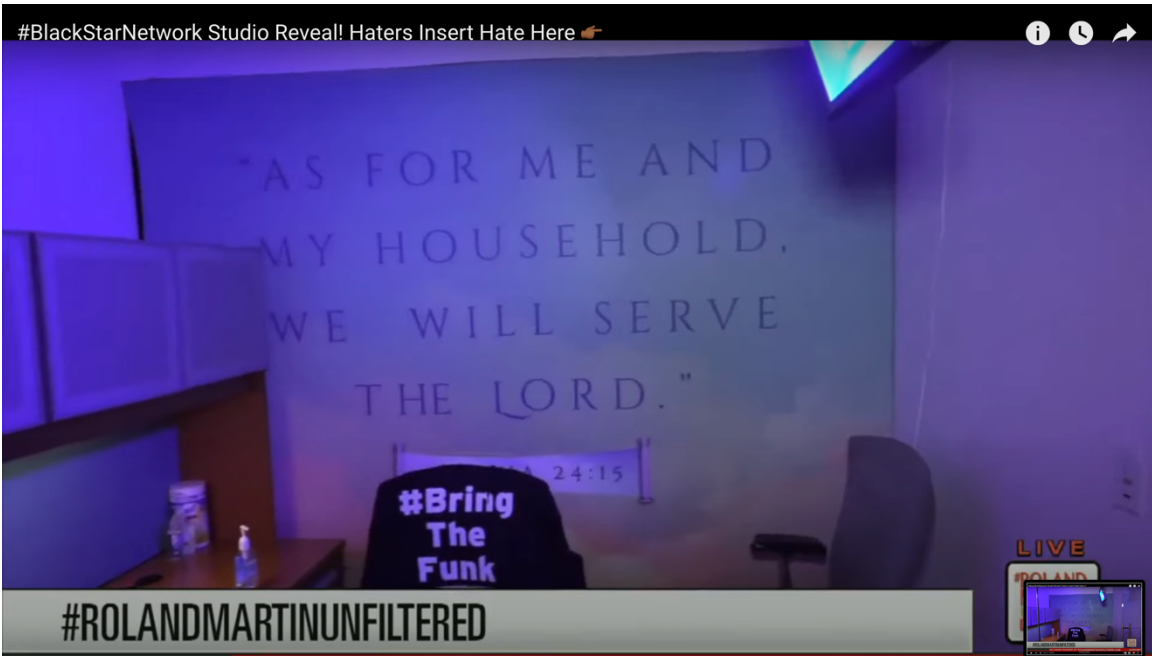 #BlackStarNetwork Studio Reveal! Haters Insert Hate Here 👉🏾
"AS FOR ME AND
MY HOUSEHOLD,
WE WILL SERVE
THE LORD."
24:15
#Bring
The
Funk
LIVE
#ROLAND
#ROLANDMARTINUNFILTERED